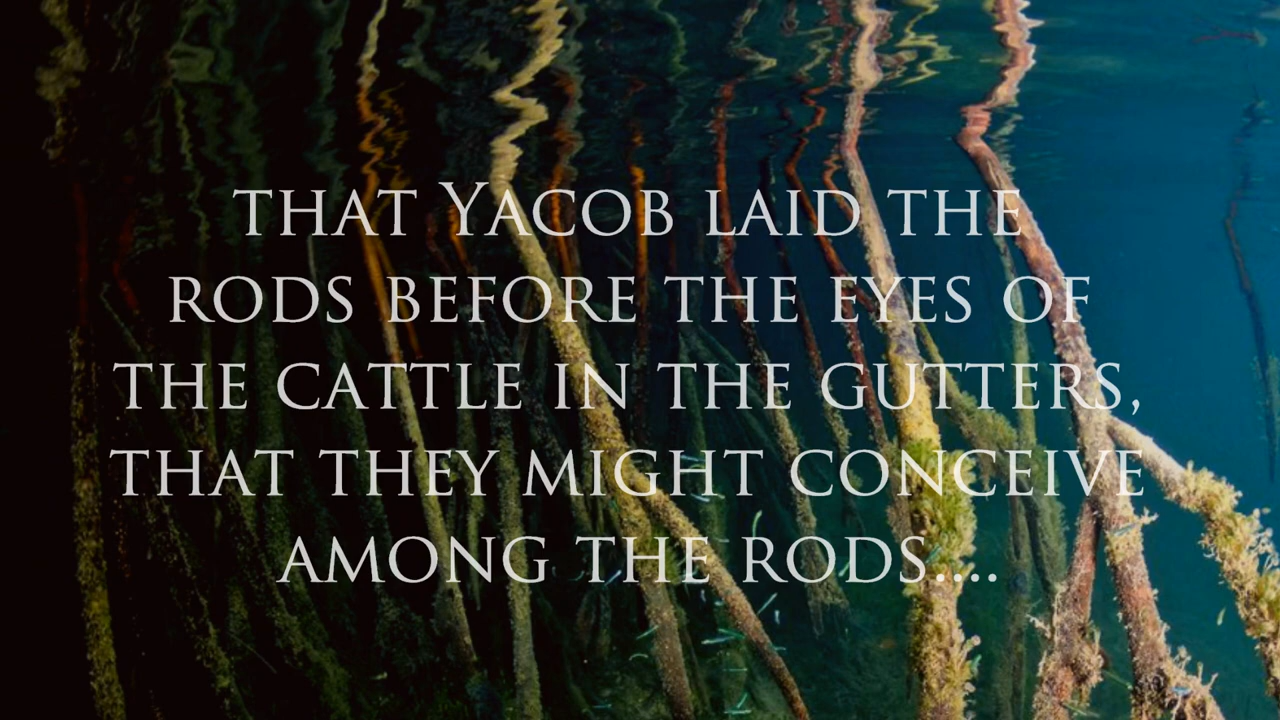 THAT YACOB LAID THE
RODS BEFORE THE EYES OF
THE CATTLE IN THE GUTTERS,
THAT THEY MIGHT CONCEIVE
AMONG THE RODS....